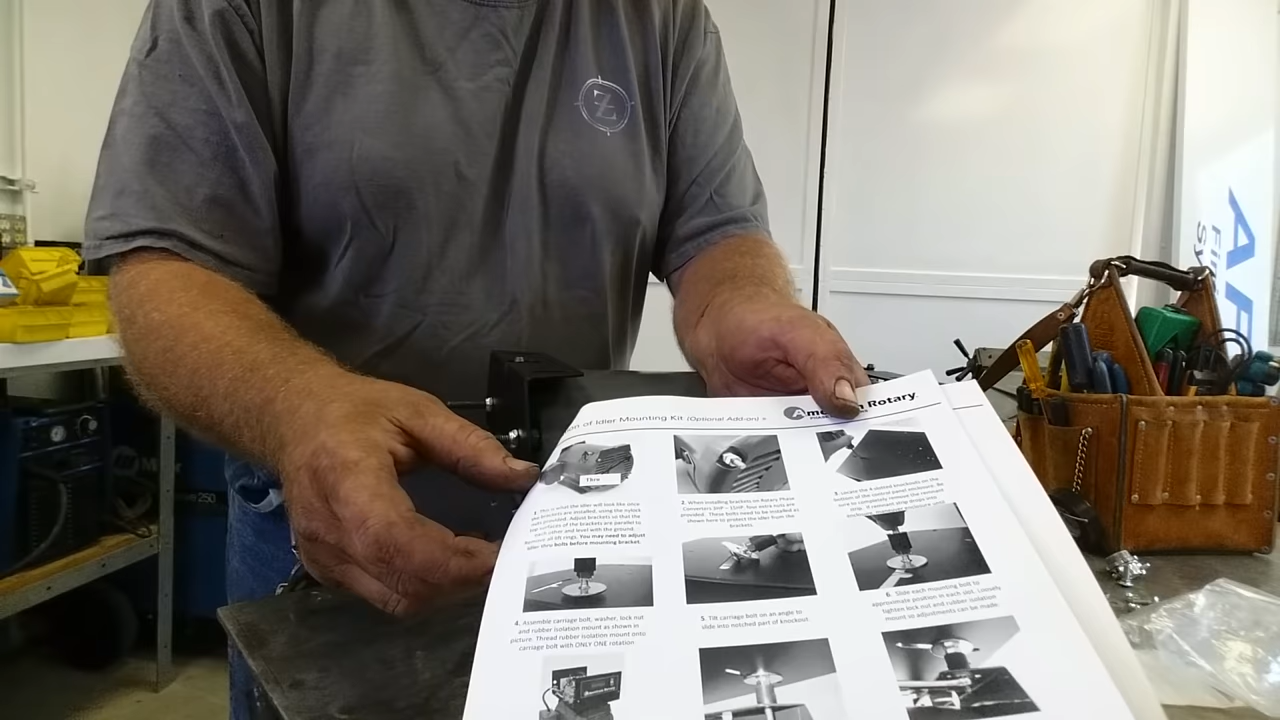 on of Idler Mounting Kit (Optional Add-on)
American Rotary
Thro
1. This is what the idler will look like once
the brackets are installed, using the nylock
nuts provided. Adjust brackets so that the
top surfaces of the brackets are parallel to
each other and level with the ground.
Remove all lift rings. You may need to adjust
idler thru bolts before mounting bracket.
2. When installing brackets on Rotary Phase
Converters, four extra nuts are
provided. These bolts need to be installed as
shown here to protect the idler from the
brackets.
3. Locate the 4 slotted knockouts on the
bottom of the control panel enclosure. Be
sure to completely remove the remnant
strip. If remnant strip drops into
4. Assemble carriage bolt, washer, lock nut
and rubber isolation mount as shown in
picture. Thread rubber isolation mount onto
carriage bolt with ONLY ONE rotation
5. Tilt carriage bolt on an angle to
slide into notched part of knockout.
6. Slide each mounting bolt to
approximate position in each slot. Loosely
tighten lock nut and rubber isolation
mount so adjustments can be made.
Z
250
AR